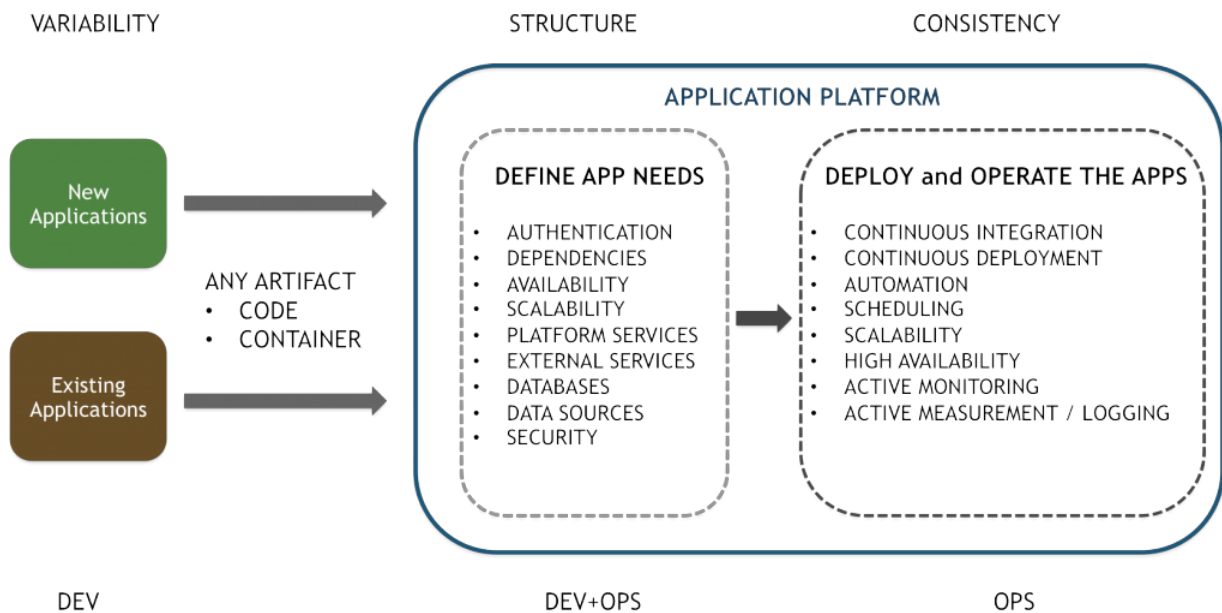 VARIABILITY
STRUCTURE
CONSISTENCY
APPLICATION PLATFORM
New
Applications
Existing
Applications
ANY ARTIFACT
• CODE
• CONTAINER
DEFINE APP NEEDS
• AUTHENTICATION
• DEPENDENCIES
• AVAILABILITY
• SCALABILITY
• PLATFORM SERVICES
• EXTERNAL SERVICES
• DATABASES
• DATA SOURCES
• SECURITY
DEPLOY and OPERATE THE APPS
• CONTINUOUS INTEGRATION
• CONTINUOUS DEPLOYMENT
• AUTOMATION
• SCHEDULING
• SCALABILITY
• HIGH AVAILABILITY
• ACTIVE MONITORING
• ACTIVE MEASUREMENT / LOGGING
DEV
DEV+OPS
OPS